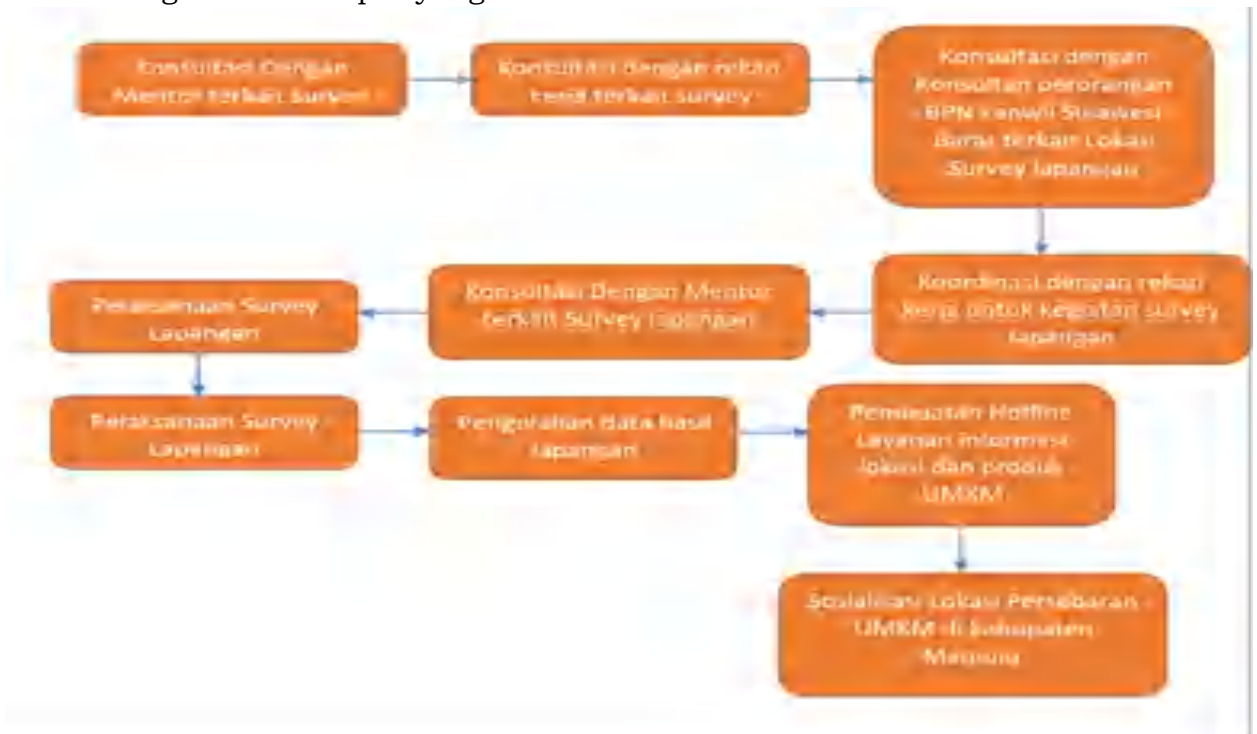 Konsultasi Dengan
Mentor terkait Survey
Konsultasi dengan rekan
kerja terkait survey
Konsultasi dengan
Konsultan perorangan
BPN kanwil Sulawesi
Barat terkait Lokasi
Survey lapangan
Koordinasi dengan rekan
kerja untuk kegiatan survey
lapangan
Konsultasi Dengan Mentor
terkait Survey lapangan
Pelaksanaan Survey
Lapangan
Pelaksanaan Survey
Lapangan
Pengolahan data hasil
lapangan
Pembuatan Hotline
Layanan informasi
lokasi dan produk
UMKM
Sosialisasi Lokasi Persebaran
UMKM di Kabupaten
Mamuju